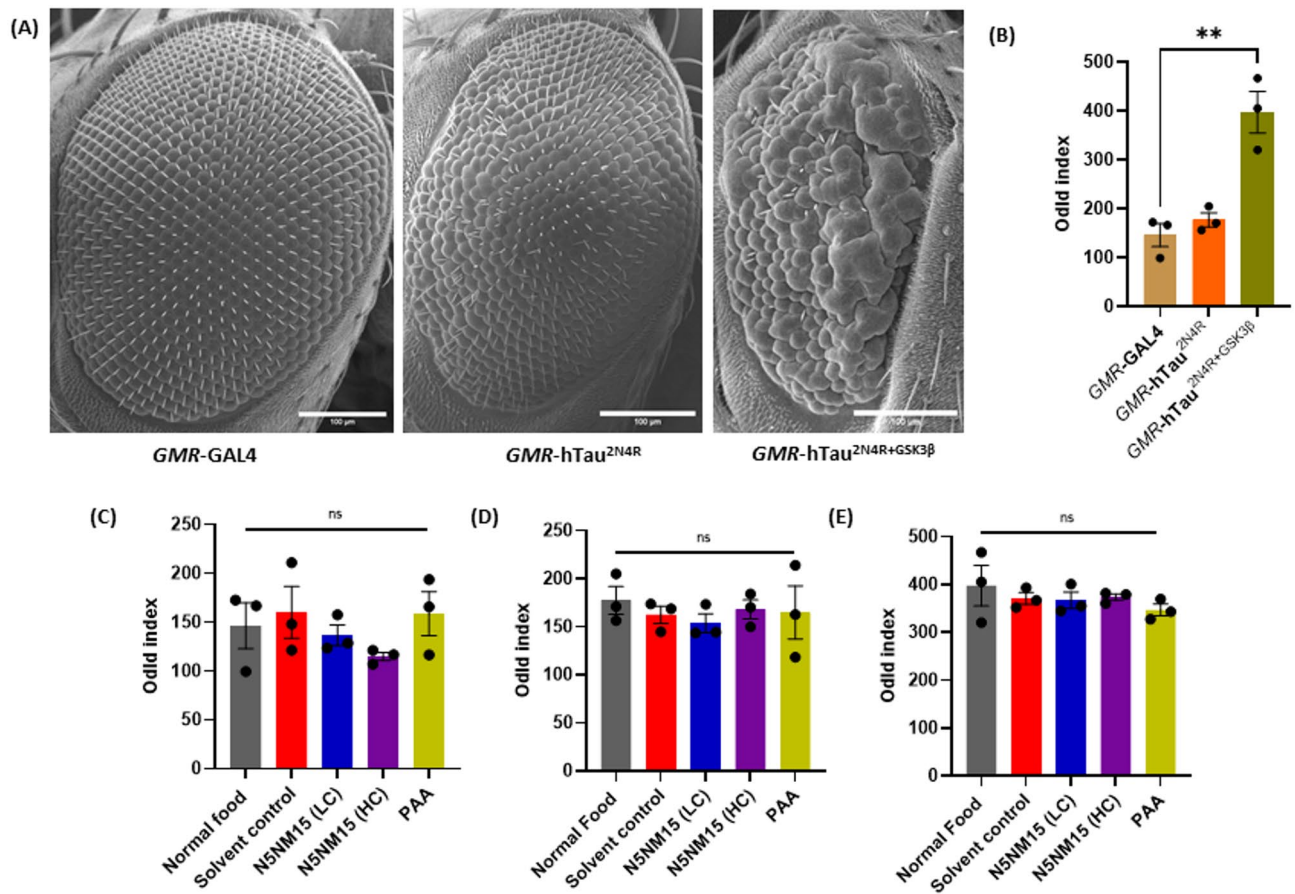 (A)
100 µm
100 µm
100 µm
GMR-GAL4
GMR-hTau2N4R
GMR-hTau2N4R+GSK3β
(B)
**
500
400
300
200
100
0
OdId index
GMR-GAL4
GMR-hTau2N4R
GMR-hTau2N4R+GSK3β
(C)
ns
250
200
150
100
50
0
OdId index
Normal food
Solvent control
N5NM15 (LC)
N5NM15 (HC)
PAA
(D)
ns
250
200
150
100
50
0
OdId index
Normal Food
Solvent control
N5NM15 (LC)
N5NM15 (HC)
PAA
(E)
ns
500
400
300
200
100
0
OdId index
Normal Food
Solvent control
N5NM15 (LC)
N5NM15 (HC)
PAA